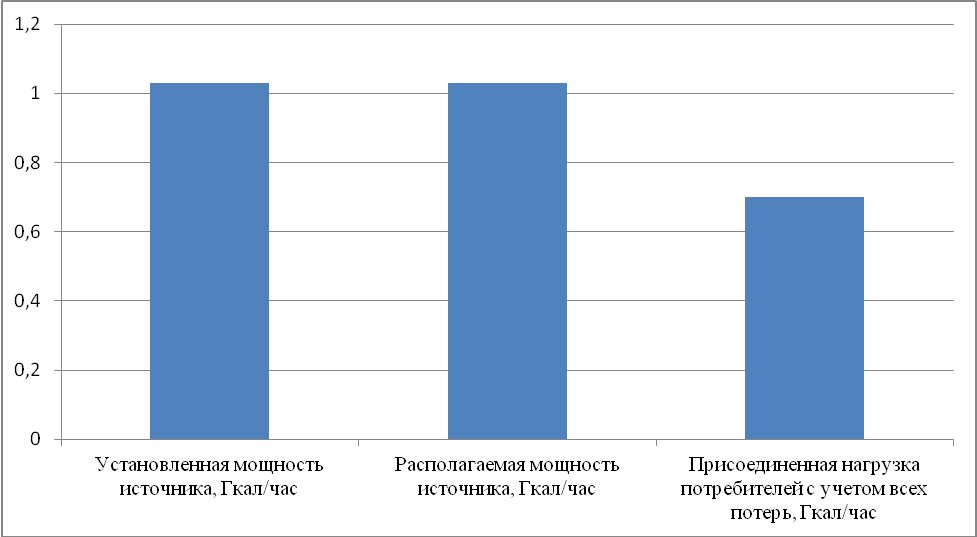 1,2
1
0,8
0,6
0,4
0,2
0
Установленная мощность
источника, Гкал/час
Располагаемая мощность
источника, Гкал/час
Присоединенная нагрузка
потребителей с учетом всех
потерь, Гкал/час